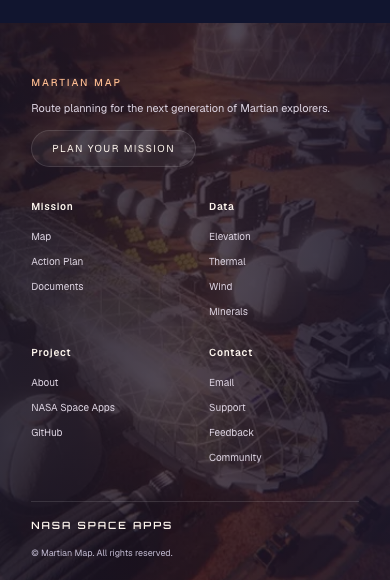 MARTIAN MAP
Route planning for the next generation of Martian explorers.
PLAN YOUR MISSION
Mission
Map
Action Plan
Documents
Data
Elevation
Thermal
Wind
Minerals
Project
About
NASA Space Apps
GitHub
Contact
Email
Support
Feedback
Community
NASA SPACE APPS
© Martian Map. All rights reserved.